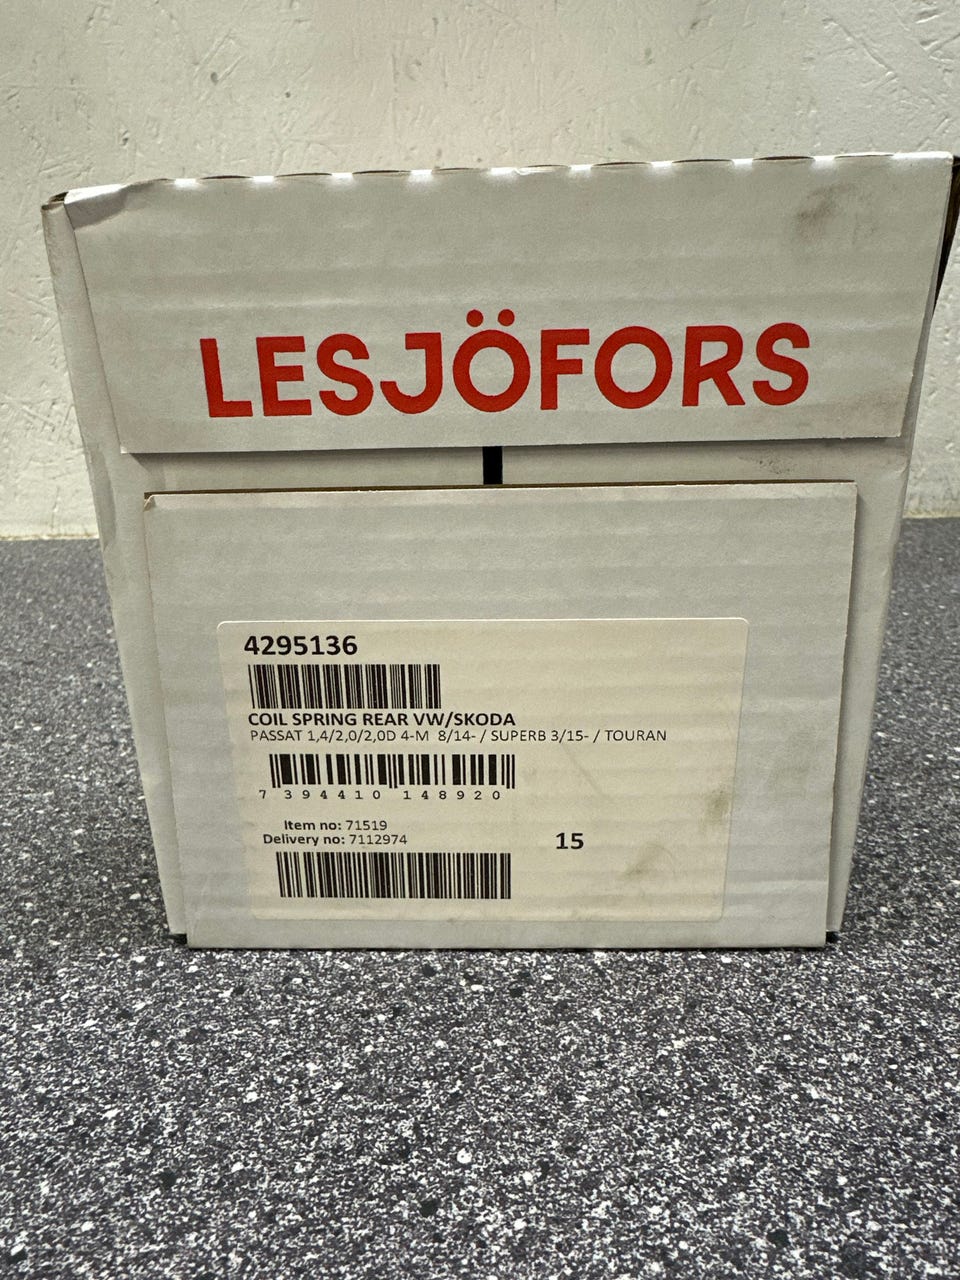 LESJÖFORS
4295136
COIL SPRING REAR VW/SKODA
PASSAT 1,4/2,0/2,0D 4-M 8/14- / SUPERB 3/15- / TOURAN
7 394410 148920
Item no: 71519
Delivery no: 7112974
15